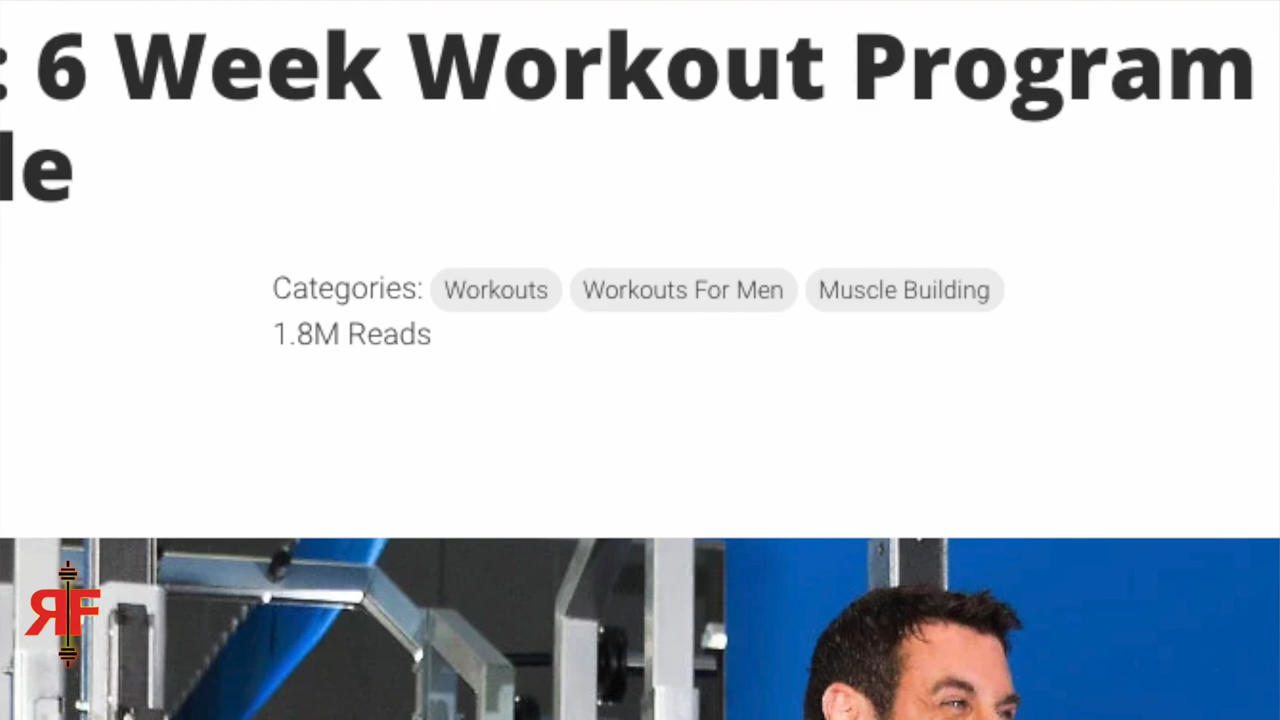 : 6 Week Workout Program
le
Categories: Workouts Workouts For Men Muscle Building
1.8M Reads
RF